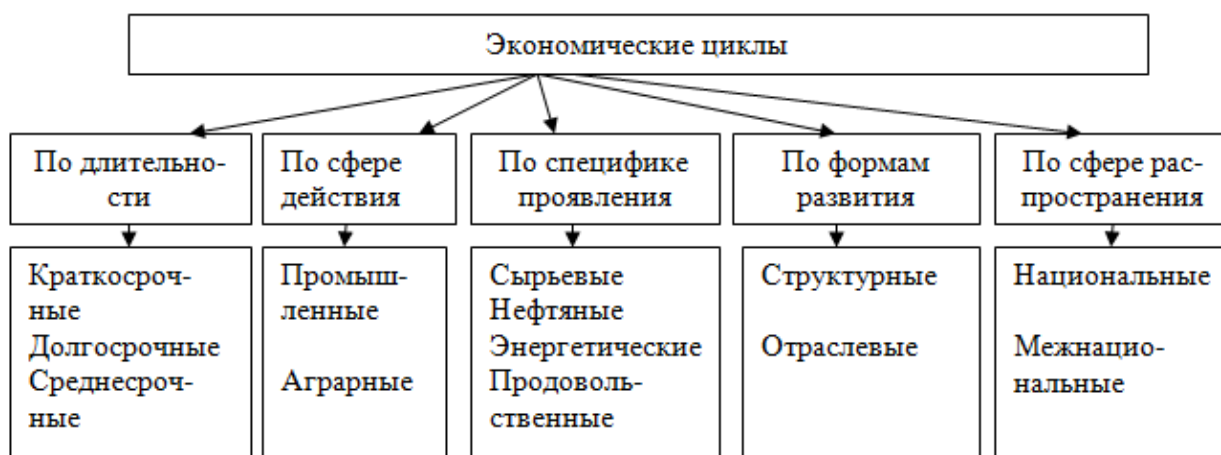 Экономические циклы
По длительно-
сти
По сфере
действия
По специфике
проявления
По формам
развития
По сфере рас-
пространения
Краткосроч-
ные
Долгосрочные
Среднесроч-
ные
Промыш-
ленные
Аграрные
Сырьевые
Нефтяные
Энергетические
Продоволь-
ственные
Структурные
Отраслевые
Национальные
Межнацио-
нальные